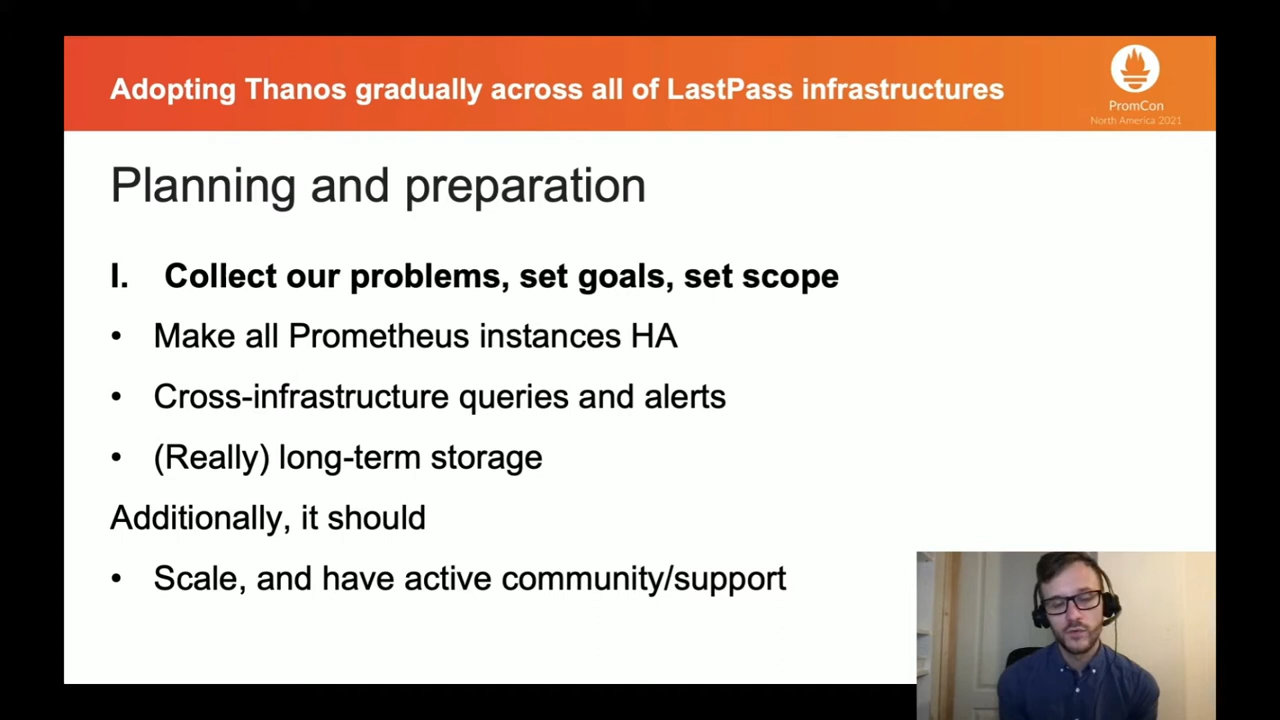 Adopting Thanos gradually across all of LastPass infrastructures
PromCon
North America 2021
Planning and preparation
I. Collect our problems, set goals, set scope
• Make all Prometheus instances HA
• Cross-infrastructure queries and alerts
• (Really) long-term storage
Additionally, it should
• Scale, and have active community/support